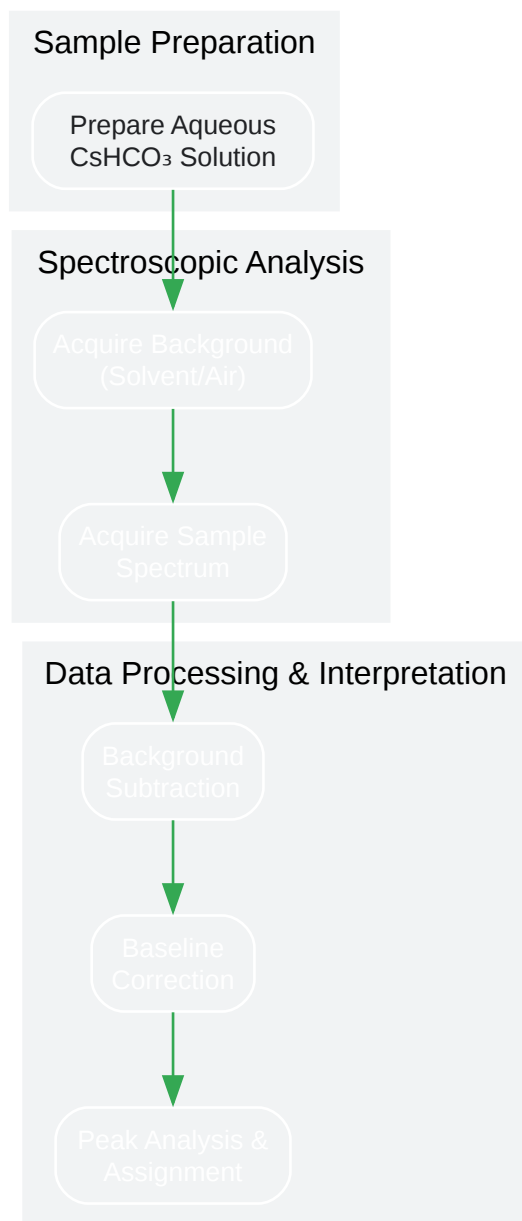 Sample Preparation
Prepare Aqueous
CsHCO₃ Solution
Spectroscopic Analysis
Acquire Background
(Solvent/Air)
Acquire Sample
Spectrum
Data Processing & Interpretation
Background
Subtraction
Baseline
Correction
Peak Analysis &
Assignment